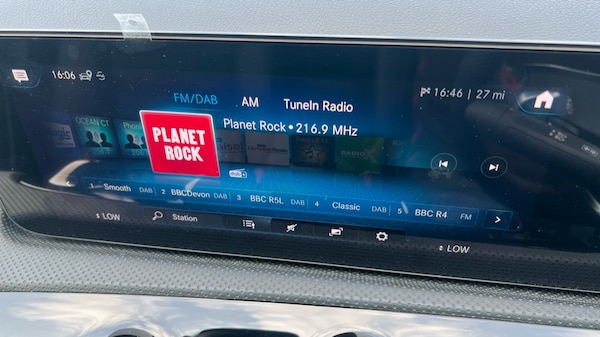 16:06
FM/DAB
AM
TuneIn Radio
16:46 | 27 mi
OCEAN CT
PLANET
ROCK
Planet Rock • 216.9 MHz
1 Smooth DAB
2 BBCDevon DAB
3 BBC R5L DAB
4 Classic DAB
5 BBC R4 FM
LOW
Station
LOW